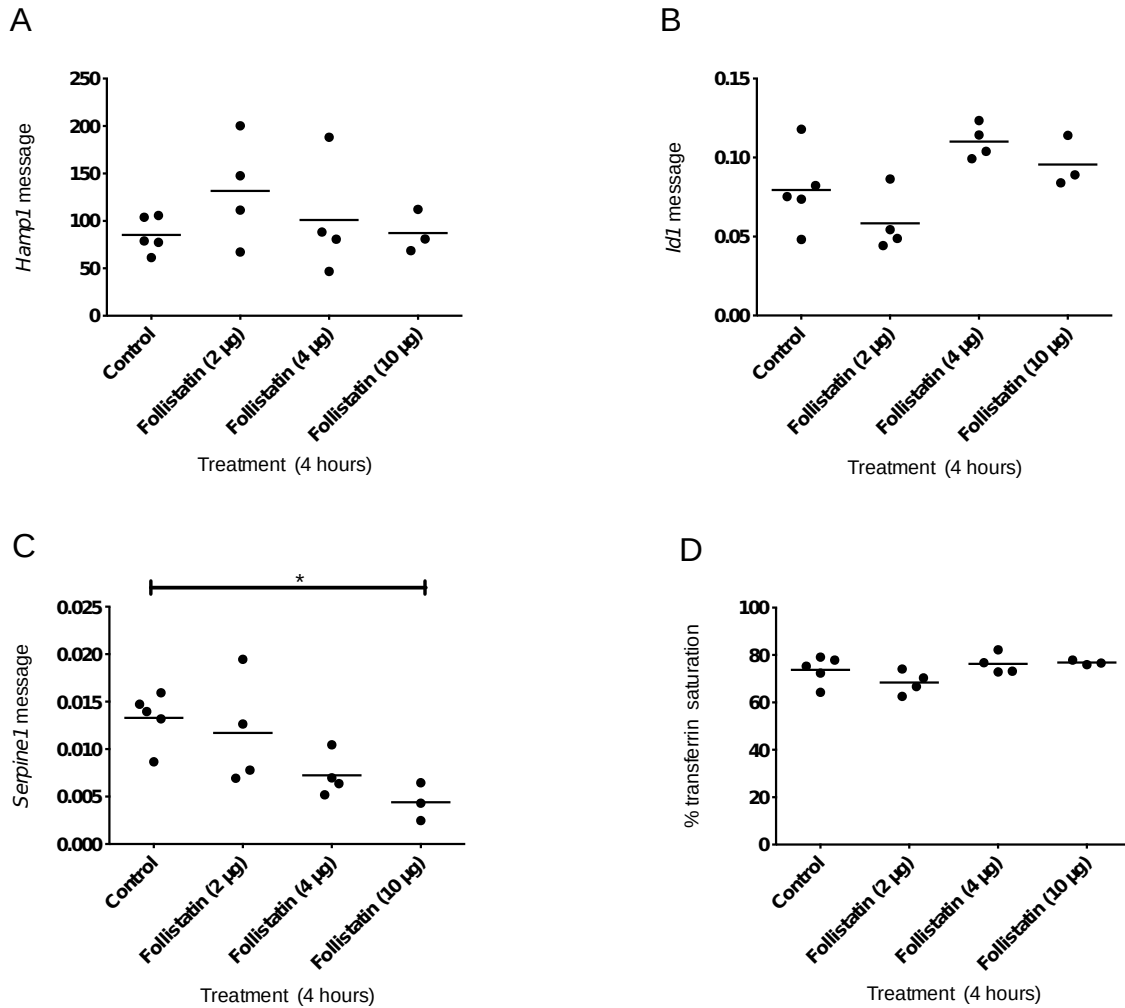 A
Hamp1 message
250
200
150
100
50
0
Control
Follistatin (2 µg)
Follistatin (4 µg)
Follistatin (10 µg)
Treatment (4 hours)
B
Id1 message
0.15
0.10
0.05
0.00
Control
Follistatin (2 µg)
Follistatin (4 µg)
Follistatin (10 µg)
Treatment (4 hours)
C
*
Serpine1 message
0.025
0.020
0.015
0.010
0.005
0.000
Control
Follistatin (2 µg)
Follistatin (4 µg)
Follistatin (10 µg)
Treatment (4 hours)
D
% transferrin saturation
100
80
60
40
20
0
Control
Follistatin (2 µg)
Follistatin (4 µg)
Follistatin (10 µg)
Treatment (4 hours)